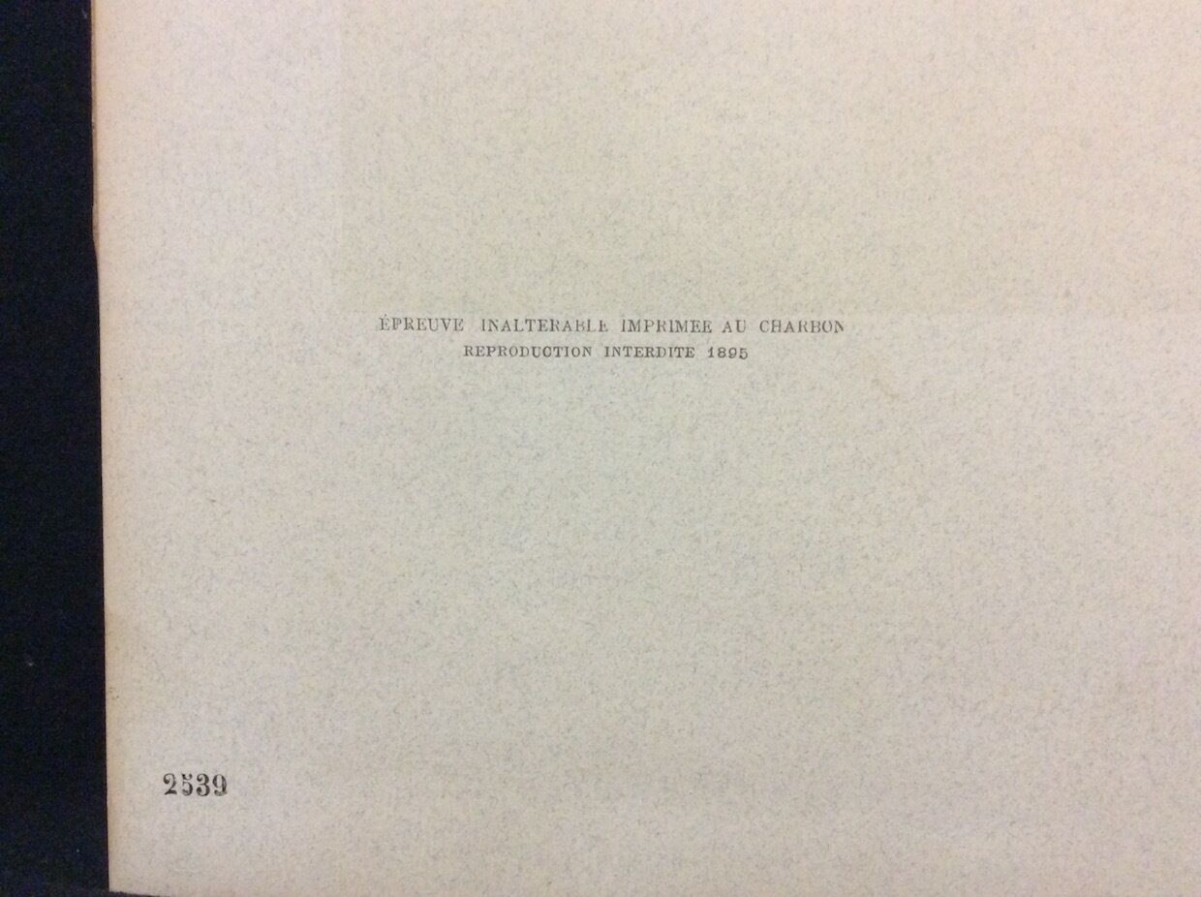 ÉPREUVE INALTERABLE IMPRIMEE AU CHARBON
REPRODUCTION INTERDITE 1895
2539